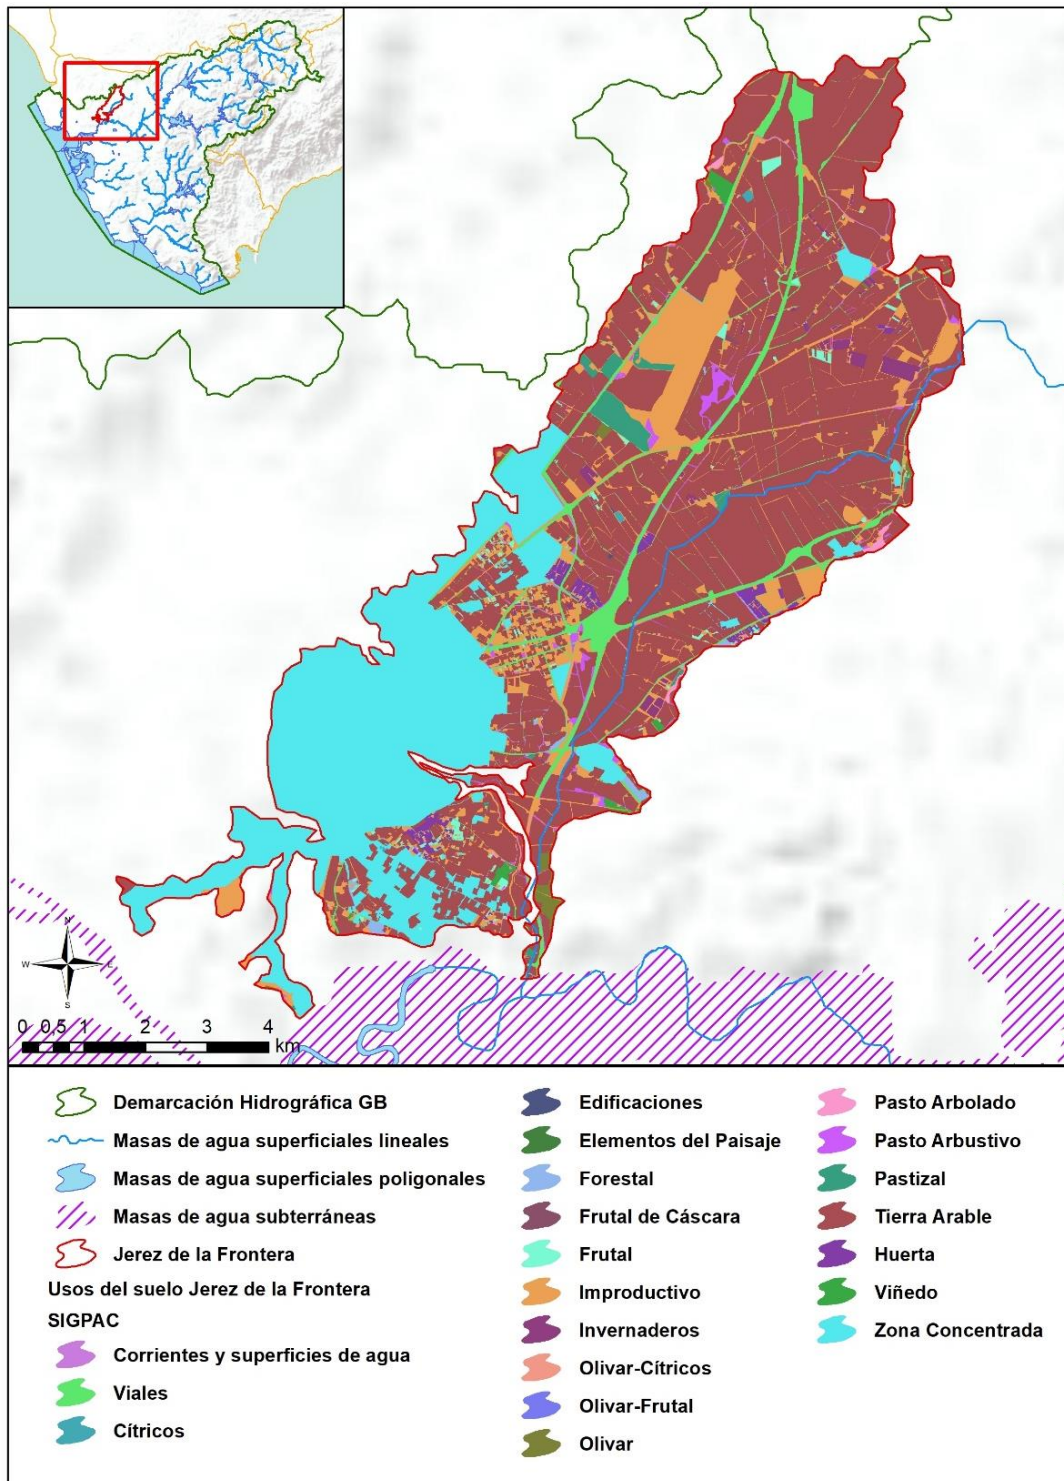 N
W
E
S
0 0,5 1 2 3 4
km
Demarcación Hidrográfica GB
Masas de agua superficiales lineales
Masas de agua superficiales poligonales
Masas de agua subterráneas
Jerez de la Frontera
Usos del suelo Jerez de la Frontera
SIGPAC
Corrientes y superficies de agua
Viales
Cítricos
Edificaciones
Elementos del Paisaje
Forestal
Frutal de Cáscara
Frutal
Improductivo
Invernaderos
Olivar-Cítricos
Olivar-Frutal
Olivar
Pasto Arbolado
Pasto Arbustivo
Pastizal
Tierra Arable
Huerta
Viñedo
Zona Concentrada